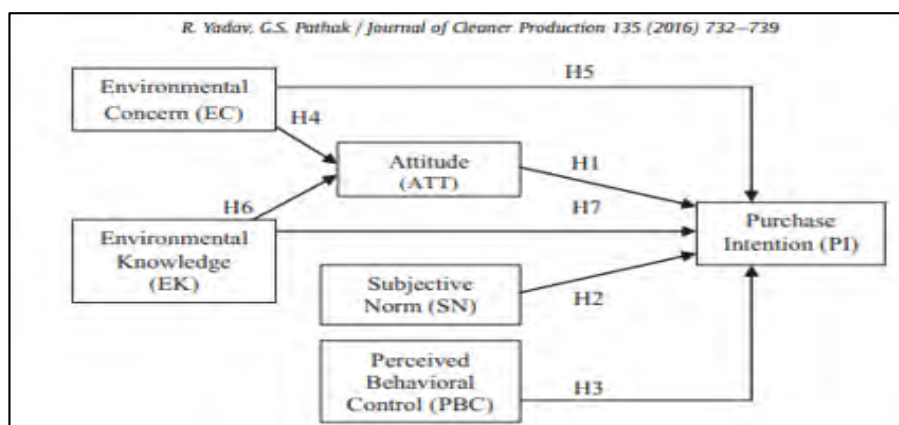 R. Yadav, G.S. Pathak / Journal of Cleaner Production 135 (2016) 732–739
H5
Environmental
Concern (EC)
H4
Attitude
(ATT)
H1
H6
H7
Environmental
Knowledge
(EK)
Purchase
Intention (PI)
Subjective
Norm (SN)
H2
Perceived
Behavioral
Control (PBC)
H3